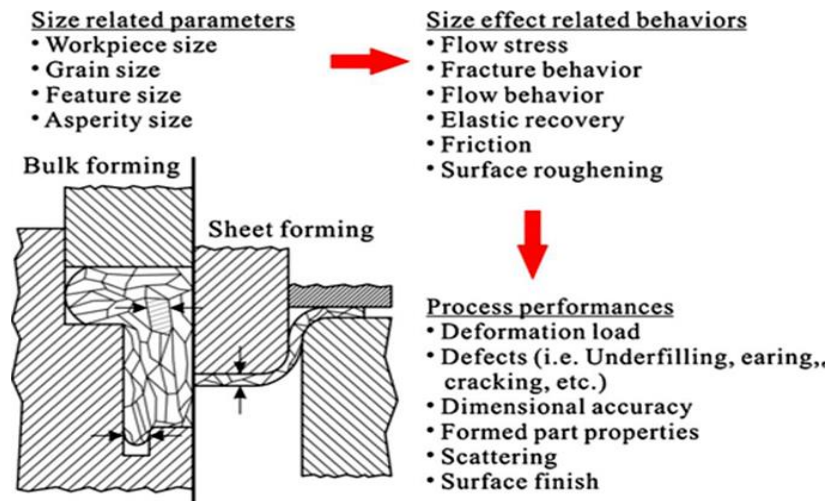 Size related parameters
• Workpiece size
• Grain size
• Feature size
• Asperity size
Size effect related behaviors
• Flow stress
• Fracture behavior
• Flow behavior
• Elastic recovery
• Friction
• Surface roughening
Bulk forming
Sheet forming
Process performances
• Deformation load
• Defects (i.e. Underfilling, earing,,
cracking, etc.)
• Dimensional accuracy
• Formed part properties
• Scattering
• Surface finish